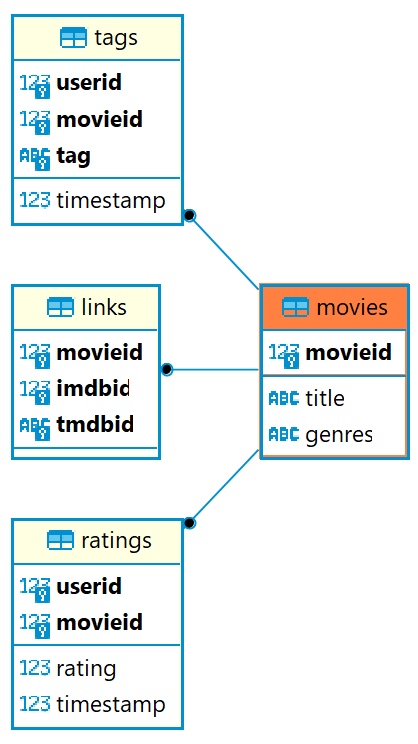 tags
123 userid
123 movieid
ABC tag
123 timestamp
links
123 movieid
123 imdbid
ABC tmdbid
movies
123 movieid
ABC title
ABC genres
ratings
123 userid
123 movieid
123 rating
123 timestamp